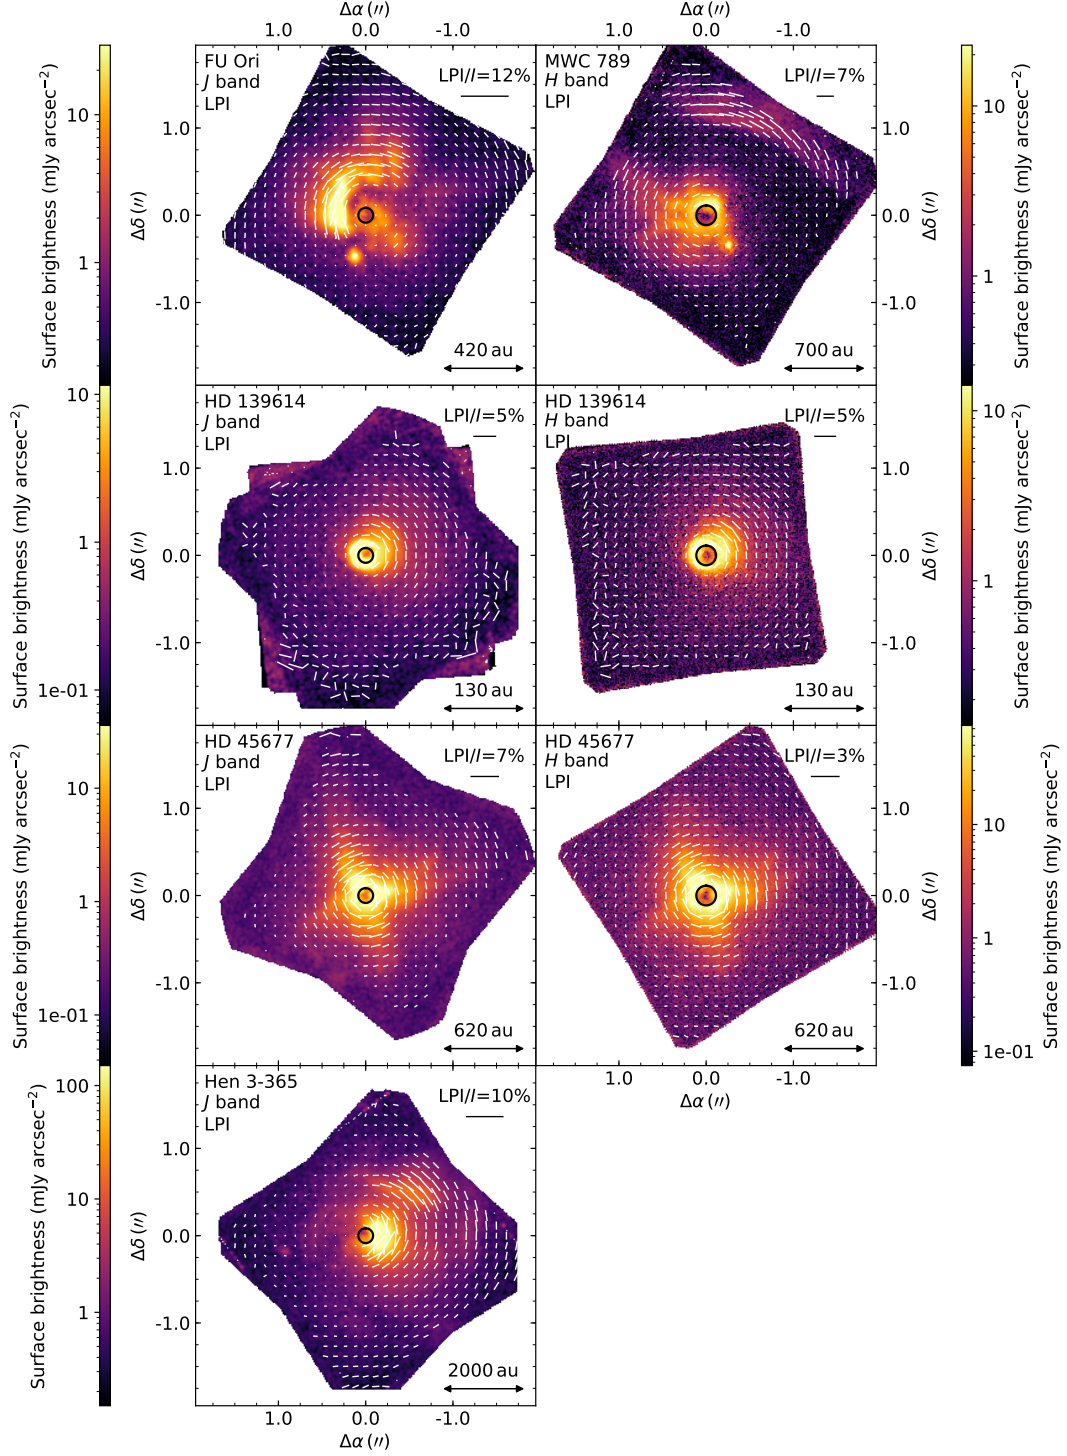 Δα (″)
Δα (″)
1.0 0.0 -1.0
1.0 0.0 -1.0
FU Ori
J band
LPI
LPI/I=12%
420 au
MWC 789
H band
LPI
LPI/I=7%
700 au
Surface brightness (mJy arcsec−2)
10
1
Δδ (″)
1.0
0.0
-1.0
1.0
0.0
-1.0
Δδ (″)
10
1
Surface brightness (mJy arcsec−2)
HD 139614
J band
LPI
LPI/I=5%
130 au
HD 139614
H band
LPI
LPI/I=5%
130 au
Surface brightness (mJy arcsec−2)
10
1
1e-01
Δδ (″)
1.0
0.0
-1.0
1.0
0.0
-1.0
Δδ (″)
10
1
Surface brightness (mJy arcsec−2)
HD 45677
J band
LPI
LPI/I=7%
620 au
HD 45677
H band
LPI
LPI/I=3%
620 au
Surface brightness (mJy arcsec−2)
10
1
1e-01
Δδ (″)
1.0
0.0
-1.0
1.0
0.0
-1.0
Δδ (″)
10
1
1e-01
Surface brightness (mJy arcsec−2)
1.0 0.0 -1.0
Δα (″)
Hen 3-365
J band
LPI
LPI/I=10%
2000 au
Surface brightness (mJy arcsec−2)
100
10
1
Δδ (″)
1.0
0.0
-1.0
1.0 0.0 -1.0
Δα (″)